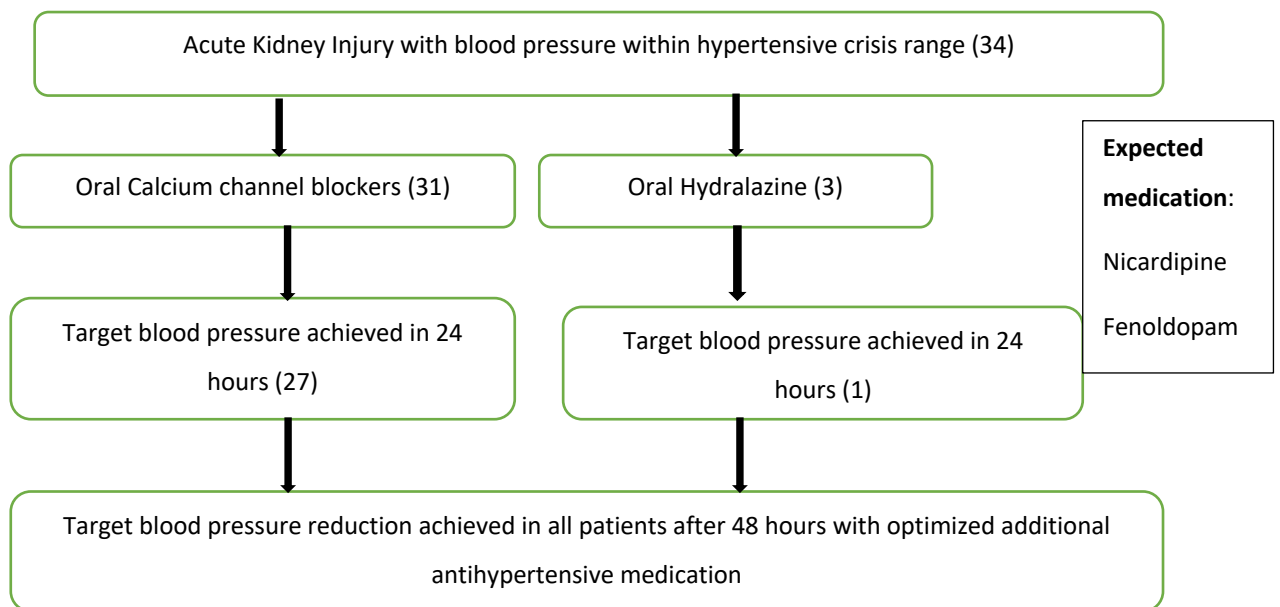 Acute Kidney Injury with blood pressure within hypertensive crisis range (34)
Oral Calcium channel blockers (31)
Oral Hydralazine (3)
Expected
medication:
Nicardipine
Fenoldopam
Target blood pressure achieved in 24
hours (27)
Target blood pressure achieved in 24
hours (1)
Target blood pressure reduction achieved in all patients after 48 hours with optimized additional
antihypertensive medication